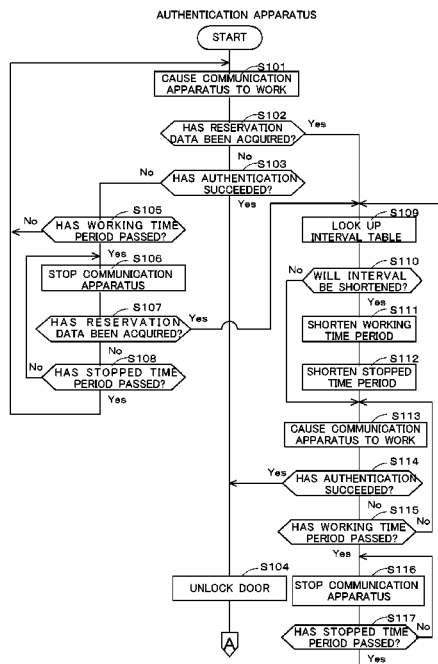 AUTHENTICATION APPARATUS
START
S101
CAUSE COMMUNICATION
APPARATUS TO WORK
S102
HAS RESERVATION
DATA BEEN ACQUIRED?
Yes
No
S103
HAS AUTHENTICATION
SUCCEEDED?
No
Yes
S105
HAS WORKING TIME
PERIOD PASSED?
No
Yes
S106
STOP COMMUNICATION
APPARATUS
S107
HAS RESERVATION
DATA BEEN ACQUIRED?
Yes
No
S108
HAS STOPPED TIME
PERIOD PASSED?
No
Yes
S109
LOOK UP
INTERVAL TABLE
S110
WILL INTERVAL
BE SHORTENED?
No
Yes
S111
SHORTEN WORKING
TIME PERIOD
S112
SHORTEN STOPPED
TIME PERIOD
S113
CAUSE COMMUNICATION
APPARATUS TO WORK
S114
HAS AUTHENTICATION
SUCCEEDED?
Yes
No
S115
HAS WORKING TIME
PERIOD PASSED?
No
Yes
S116
STOP COMMUNICATION
APPARATUS
S117
HAS STOPPED TIME
PERIOD PASSED?
No
Yes
S104
UNLOCK DOOR
A